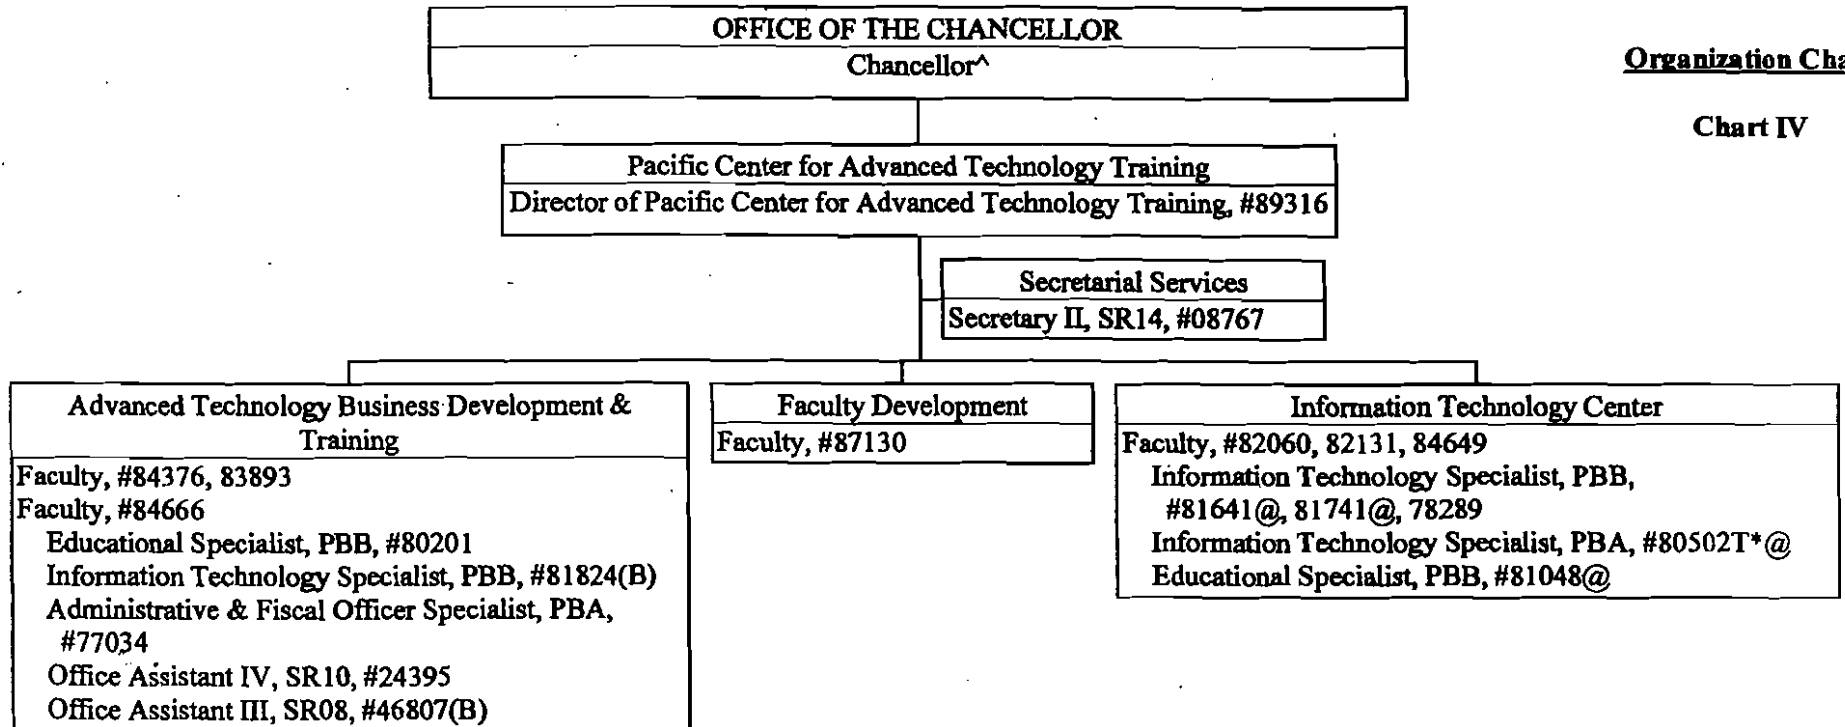 OFFICE OF THE CHANCELLOR
Chancellor^
Organization Cha
Chart IV
Pacific Center for Advanced Technology Training
Director of Pacific Center for Advanced Technology Training, #89316
Secretarial Services
Secretary II, SR14, #08767
Advanced Technology Business Development &
Training
Faculty, #84376, 83893
Faculty, #84666
Educational Specialist, PBB, #80201
Information Technology Specialist, PBB, #81824(B)
Administrative & Fiscal Officer Specialist, PBA,
#77034
Office Assistant IV, SR10, #24395
Office Assistant III, SR08, #46807(B)
Faculty Development
Faculty, #87130
Information Technology Center
Faculty, #82060, 82131, 84649
Information Technology Specialist, PBB,
#81641@, 81741@, 78289
Information Technology Specialist, PBA, #80502T*@
Educational Specialist, PBB, #81048@